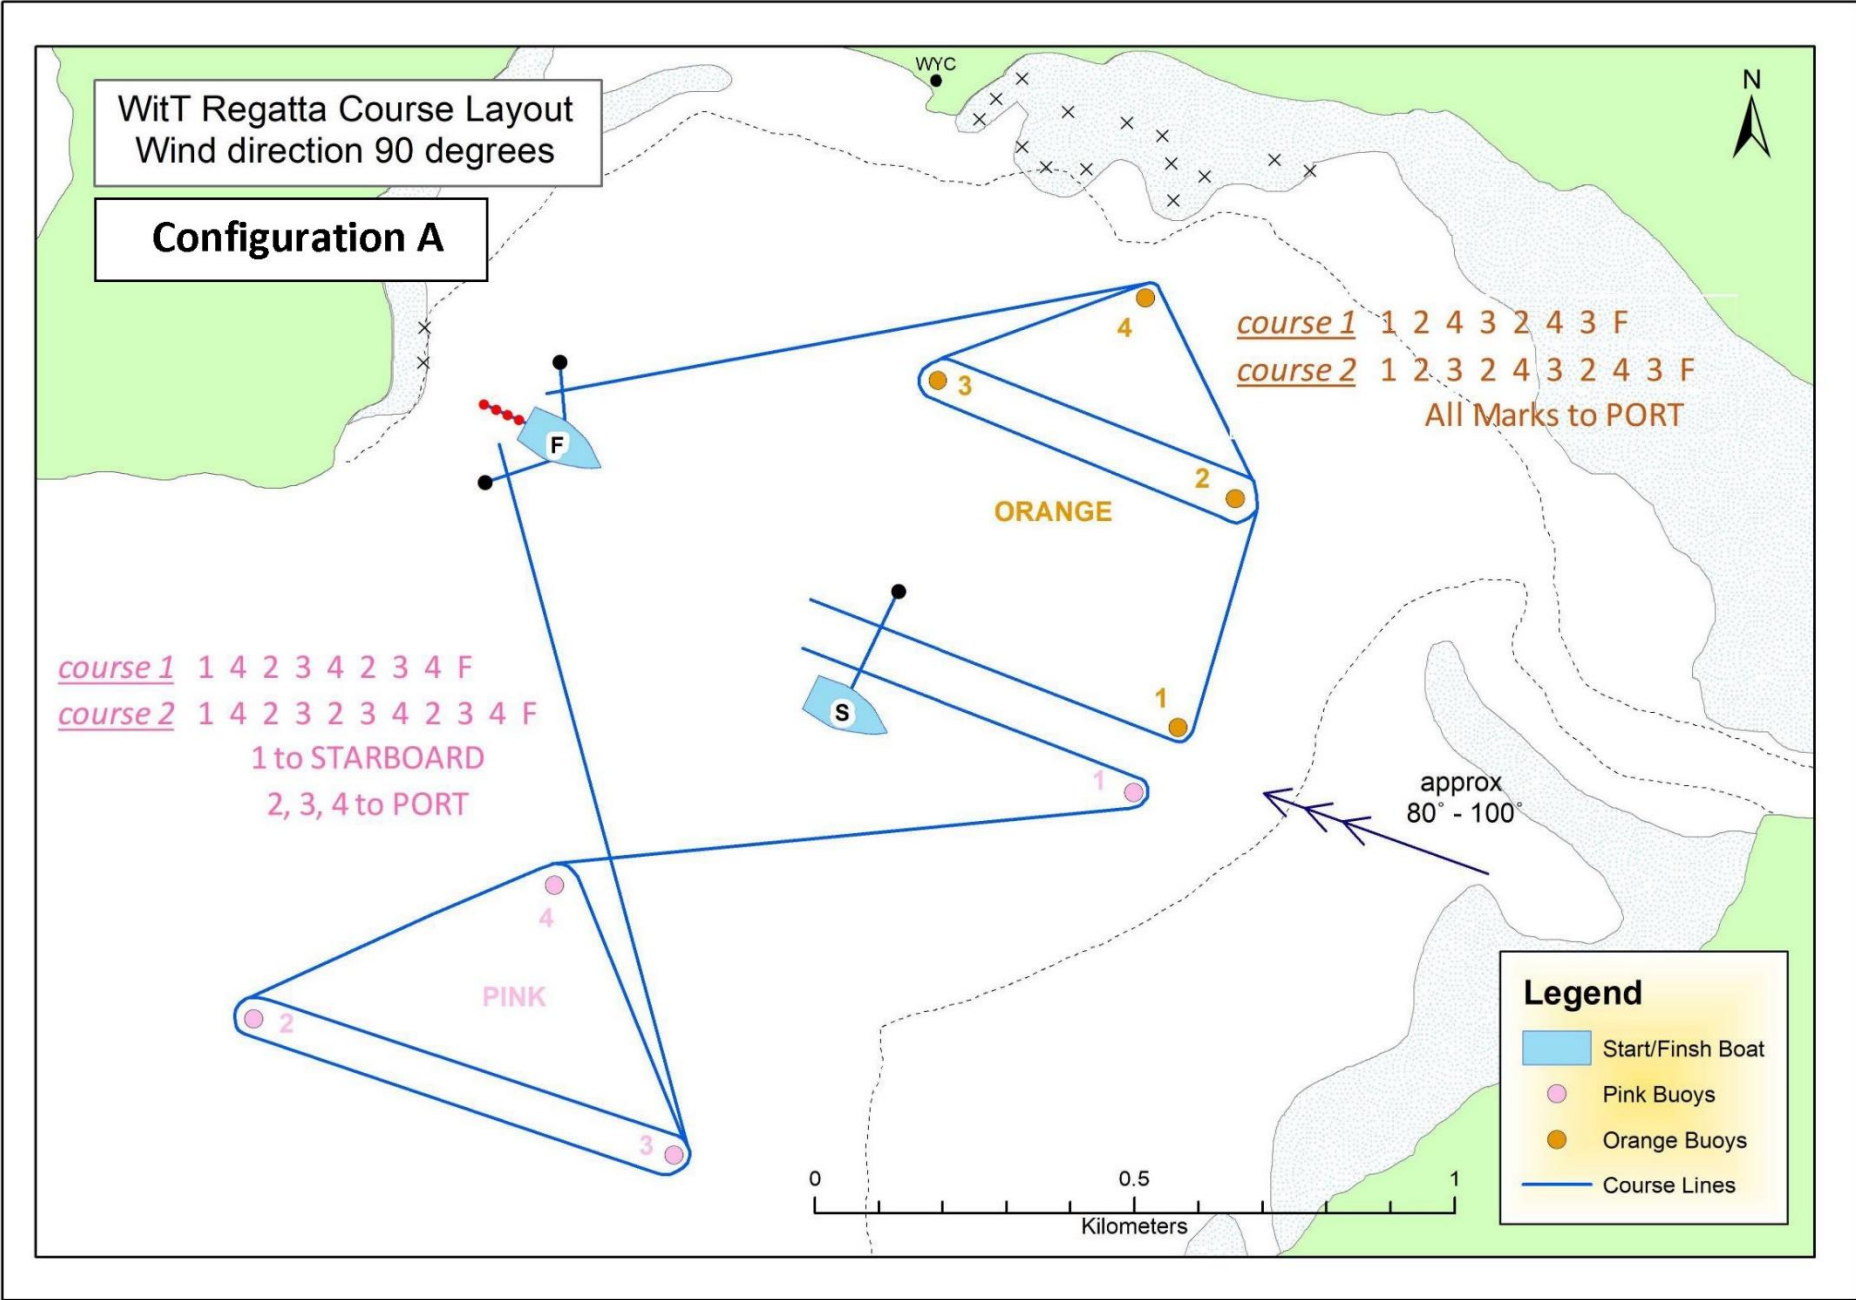 WitT Regatta Course Layout
Wind direction 90 degrees
Configuration A
WYC
N
course 1 1 2 4 3 2 4 3 F
course 2 1 2 3 2 4 3 2 4 3 F
All Marks to PORT
4
3
2
ORANGE
1
F
S
course 1 1 4 2 3 4 2 3 4 F
course 2 1 4 2 3 2 3 4 2 3 4 F
1 to STARBOARD
2, 3, 4 to PORT
1
4
PINK
2
3
approx
80° - 100°
0 0.5 1
Kilometers
Legend
Start/Finsh Boat
Pink Buoys
Orange Buoys
Course Lines